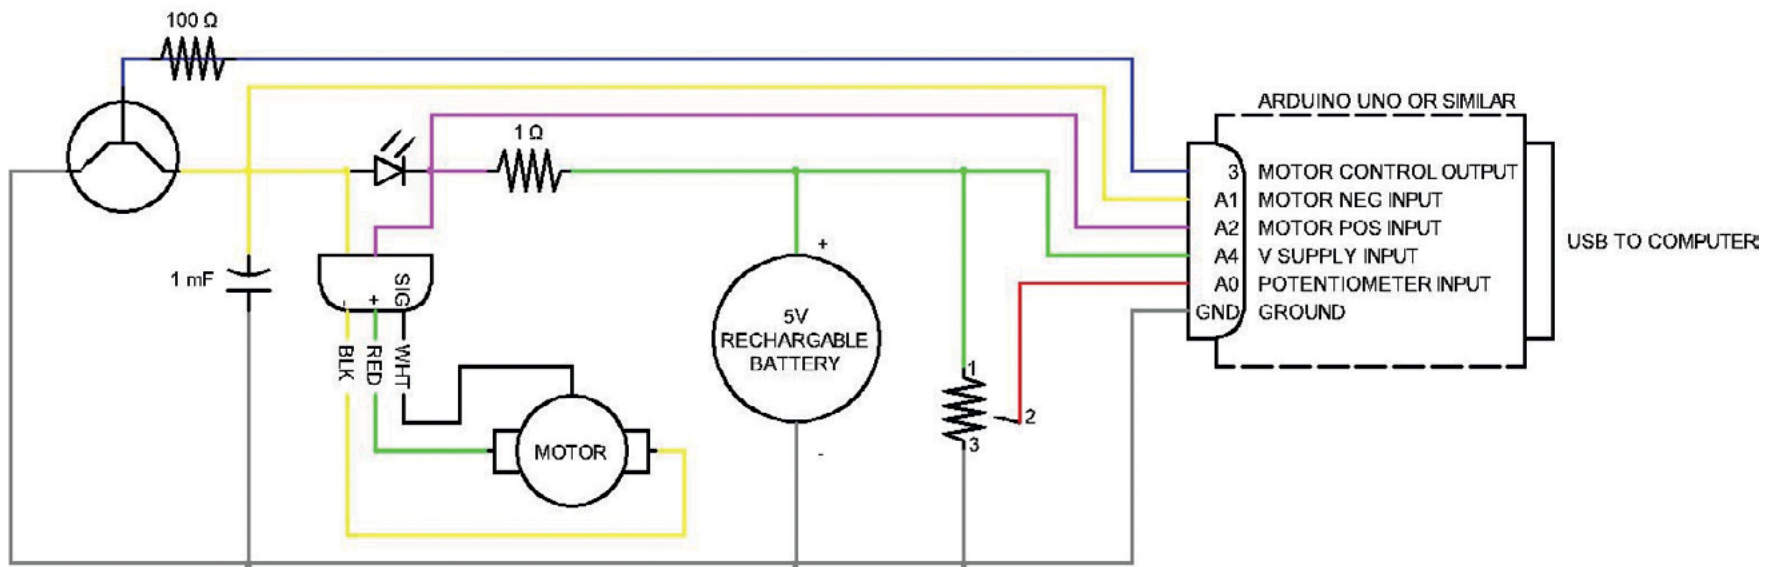 100 Ω
1 Ω
1 mF
- + SIG
BLK RED WHT
MOTOR
+
5V
RECHARGABLE
BATTERY
-
1
2
3
ARDUINO UNO OR SIMILAR
3 MOTOR CONTROL OUTPUT
A1 MOTOR NEG INPUT
A2 MOTOR POS INPUT
A4 V SUPPLY INPUT
A0 POTENTIOMETER INPUT
GND GROUND
USB TO COMPUTER